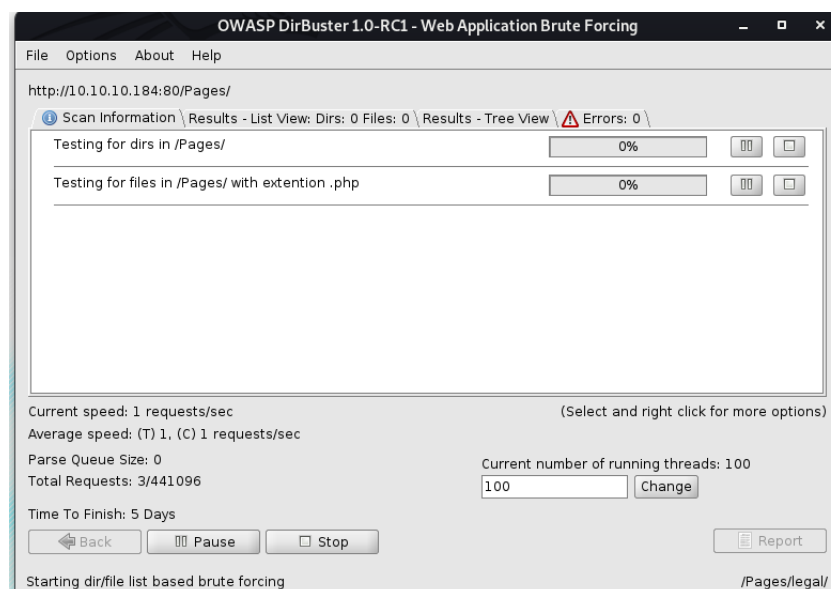 OWASP DirBuster 1.0-RC1 - Web Application Brute Forcing
File Options About Help
http://10.10.10.184:80/Pages/
Scan Information \ Results - List View: Dirs: 0 Files: 0 \ Results - Tree View \ Errors: 0 \
Testing for dirs in /Pages/ 0%
Testing for files in /Pages/ with extention .php 0%
Current speed: 1 requests/sec (Select and right click for more options)
Average speed: (T) 1, (C) 1 requests/sec
Parse Queue Size: 0 Current number of running threads: 100
Total Requests: 3/441096 100 Change
Time To Finish: 5 Days
Back Pause Stop Report
Starting dir/file list based brute forcing /Pages/legal/